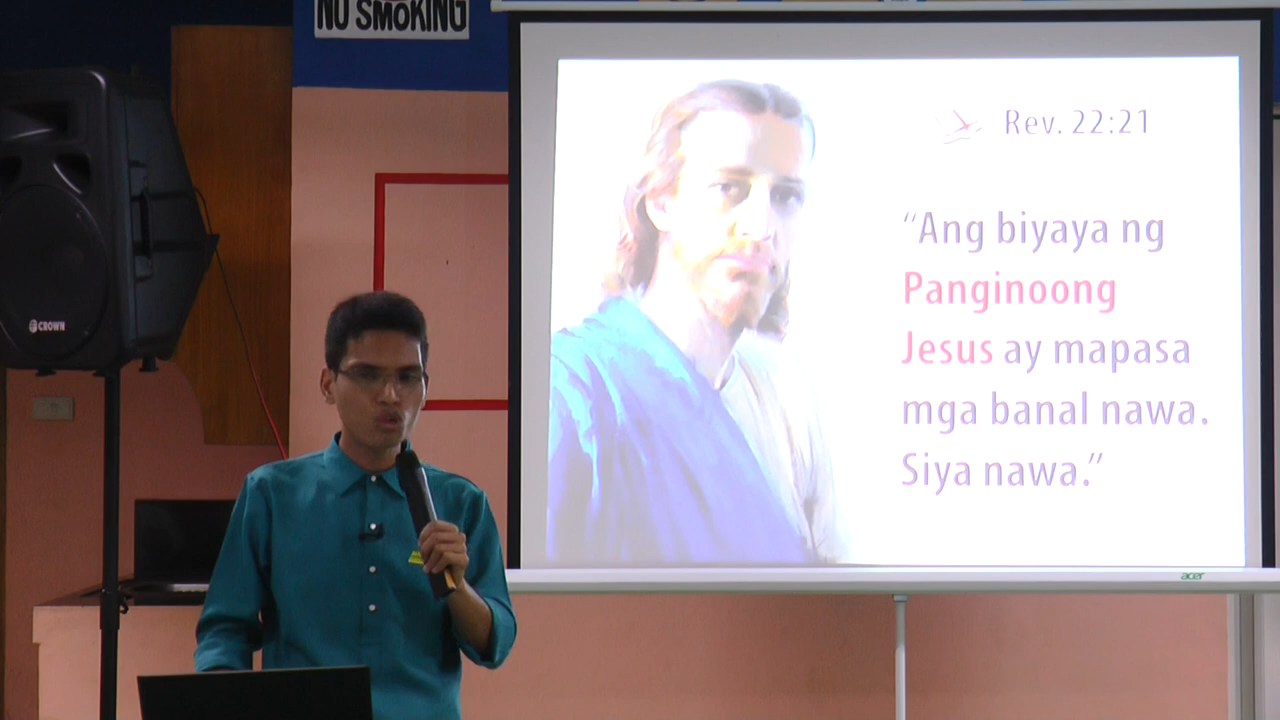 NO SMOKING
Rev. 22:21
“Ang biyaya ng
Panginoong
Jesus ay mapasa
mga banal nawa.
Siya nawa.”
CROWN
acer